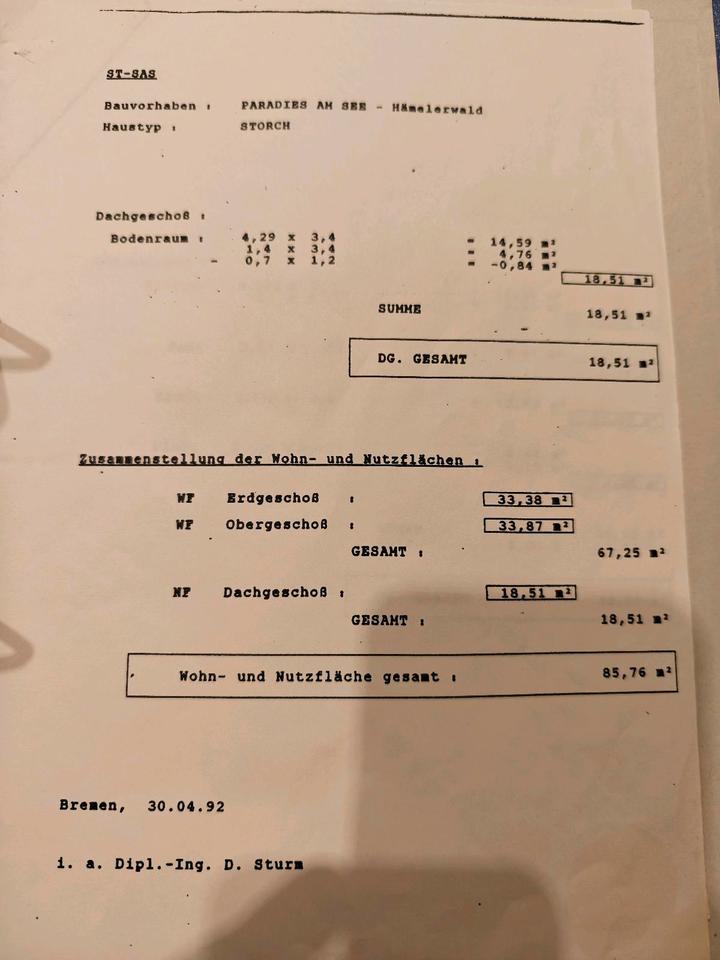 ST-SAS
Bauvorhaben : PARADIES AM SEE - Hämelerwald
Haustyp : STORCH
Dachgeschoß :
Bodenraum : 4,29 x 3,4 = 14,59 m²
1,4 x 3,4 = 4,76 m²
- 0,7 x 1,2 = -0,84 m²
18,51 m²
SUMME 18,51 m²
DG. GESAMT 18,51 m²
Zusammenstellung der Wohn- und Nutzflächen :
WF Erdgeschoß : 33,38 m²
WF Obergeschoß : 33,87 m²
GESAMT : 67,25 m²
NF Dachgeschoß : 18,51 m²
GESAMT : 18,51 m²
Wohn- und Nutzfläche gesamt : 85,76 m²
Bremen, 30.04.92
i. a. Dipl.-Ing. D. Sturm